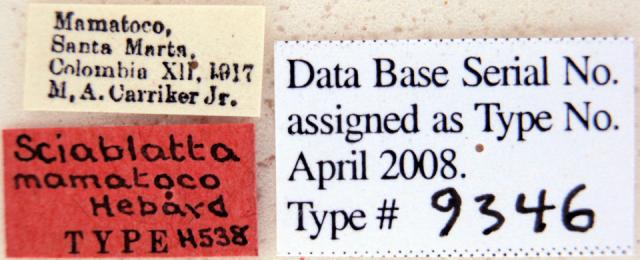 Mamatoco,
Santa Marta,
Colombia XII, 1917
M, A. Carriker Jr.
Sciablatta
mamatoco
Hebard
TYPE H538
Data Base Serial No.
assigned as Type No.
April 2008.
Type # 9346